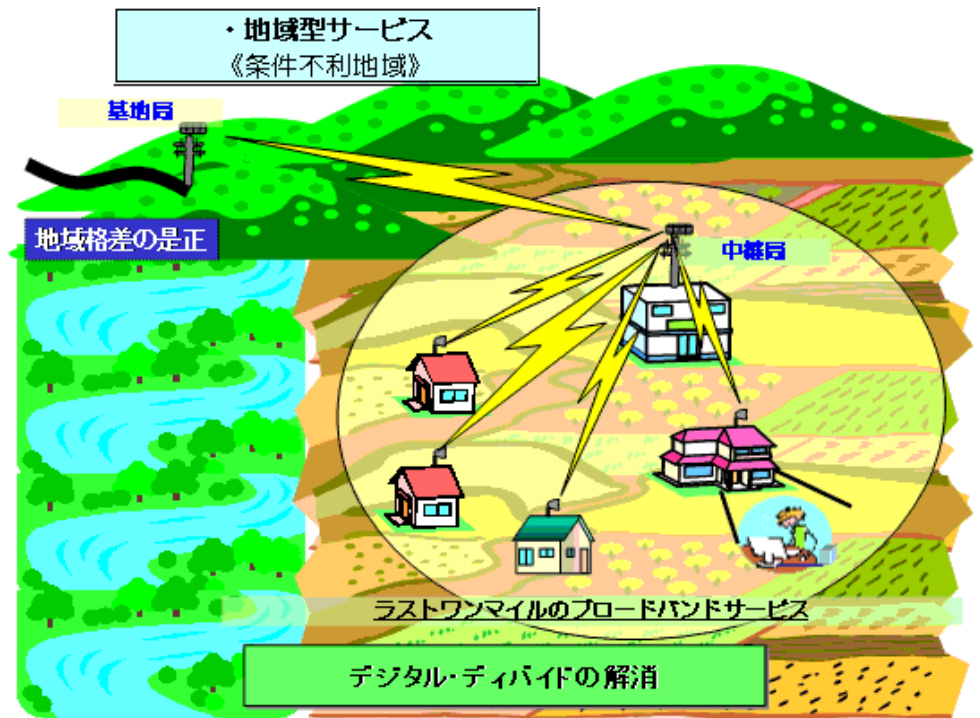 ・地域型サービス
《条件不利地域》
基地局
地域格差の是正
中継局
ラストワンマイルのブロードバンドサービス
デジタル・ディバイドの解消